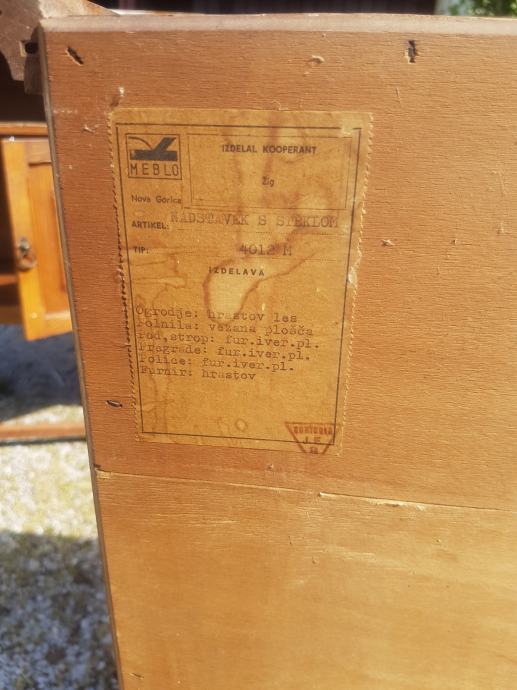 MEBLO
IZDELAL KOOPERANT
Žig
Nova Gorica
ARTIKEL: NADSTAVEK S STEKLOM
TIP: 4012 M
IZDELAVA
Ogrodje: hrastov les
Polnila: vezana plošča
Pod,strop: fur.iver.pl.
Pregrade: fur.iver.pl.
Police: fur.iver.pl.
Furnir: hrastov